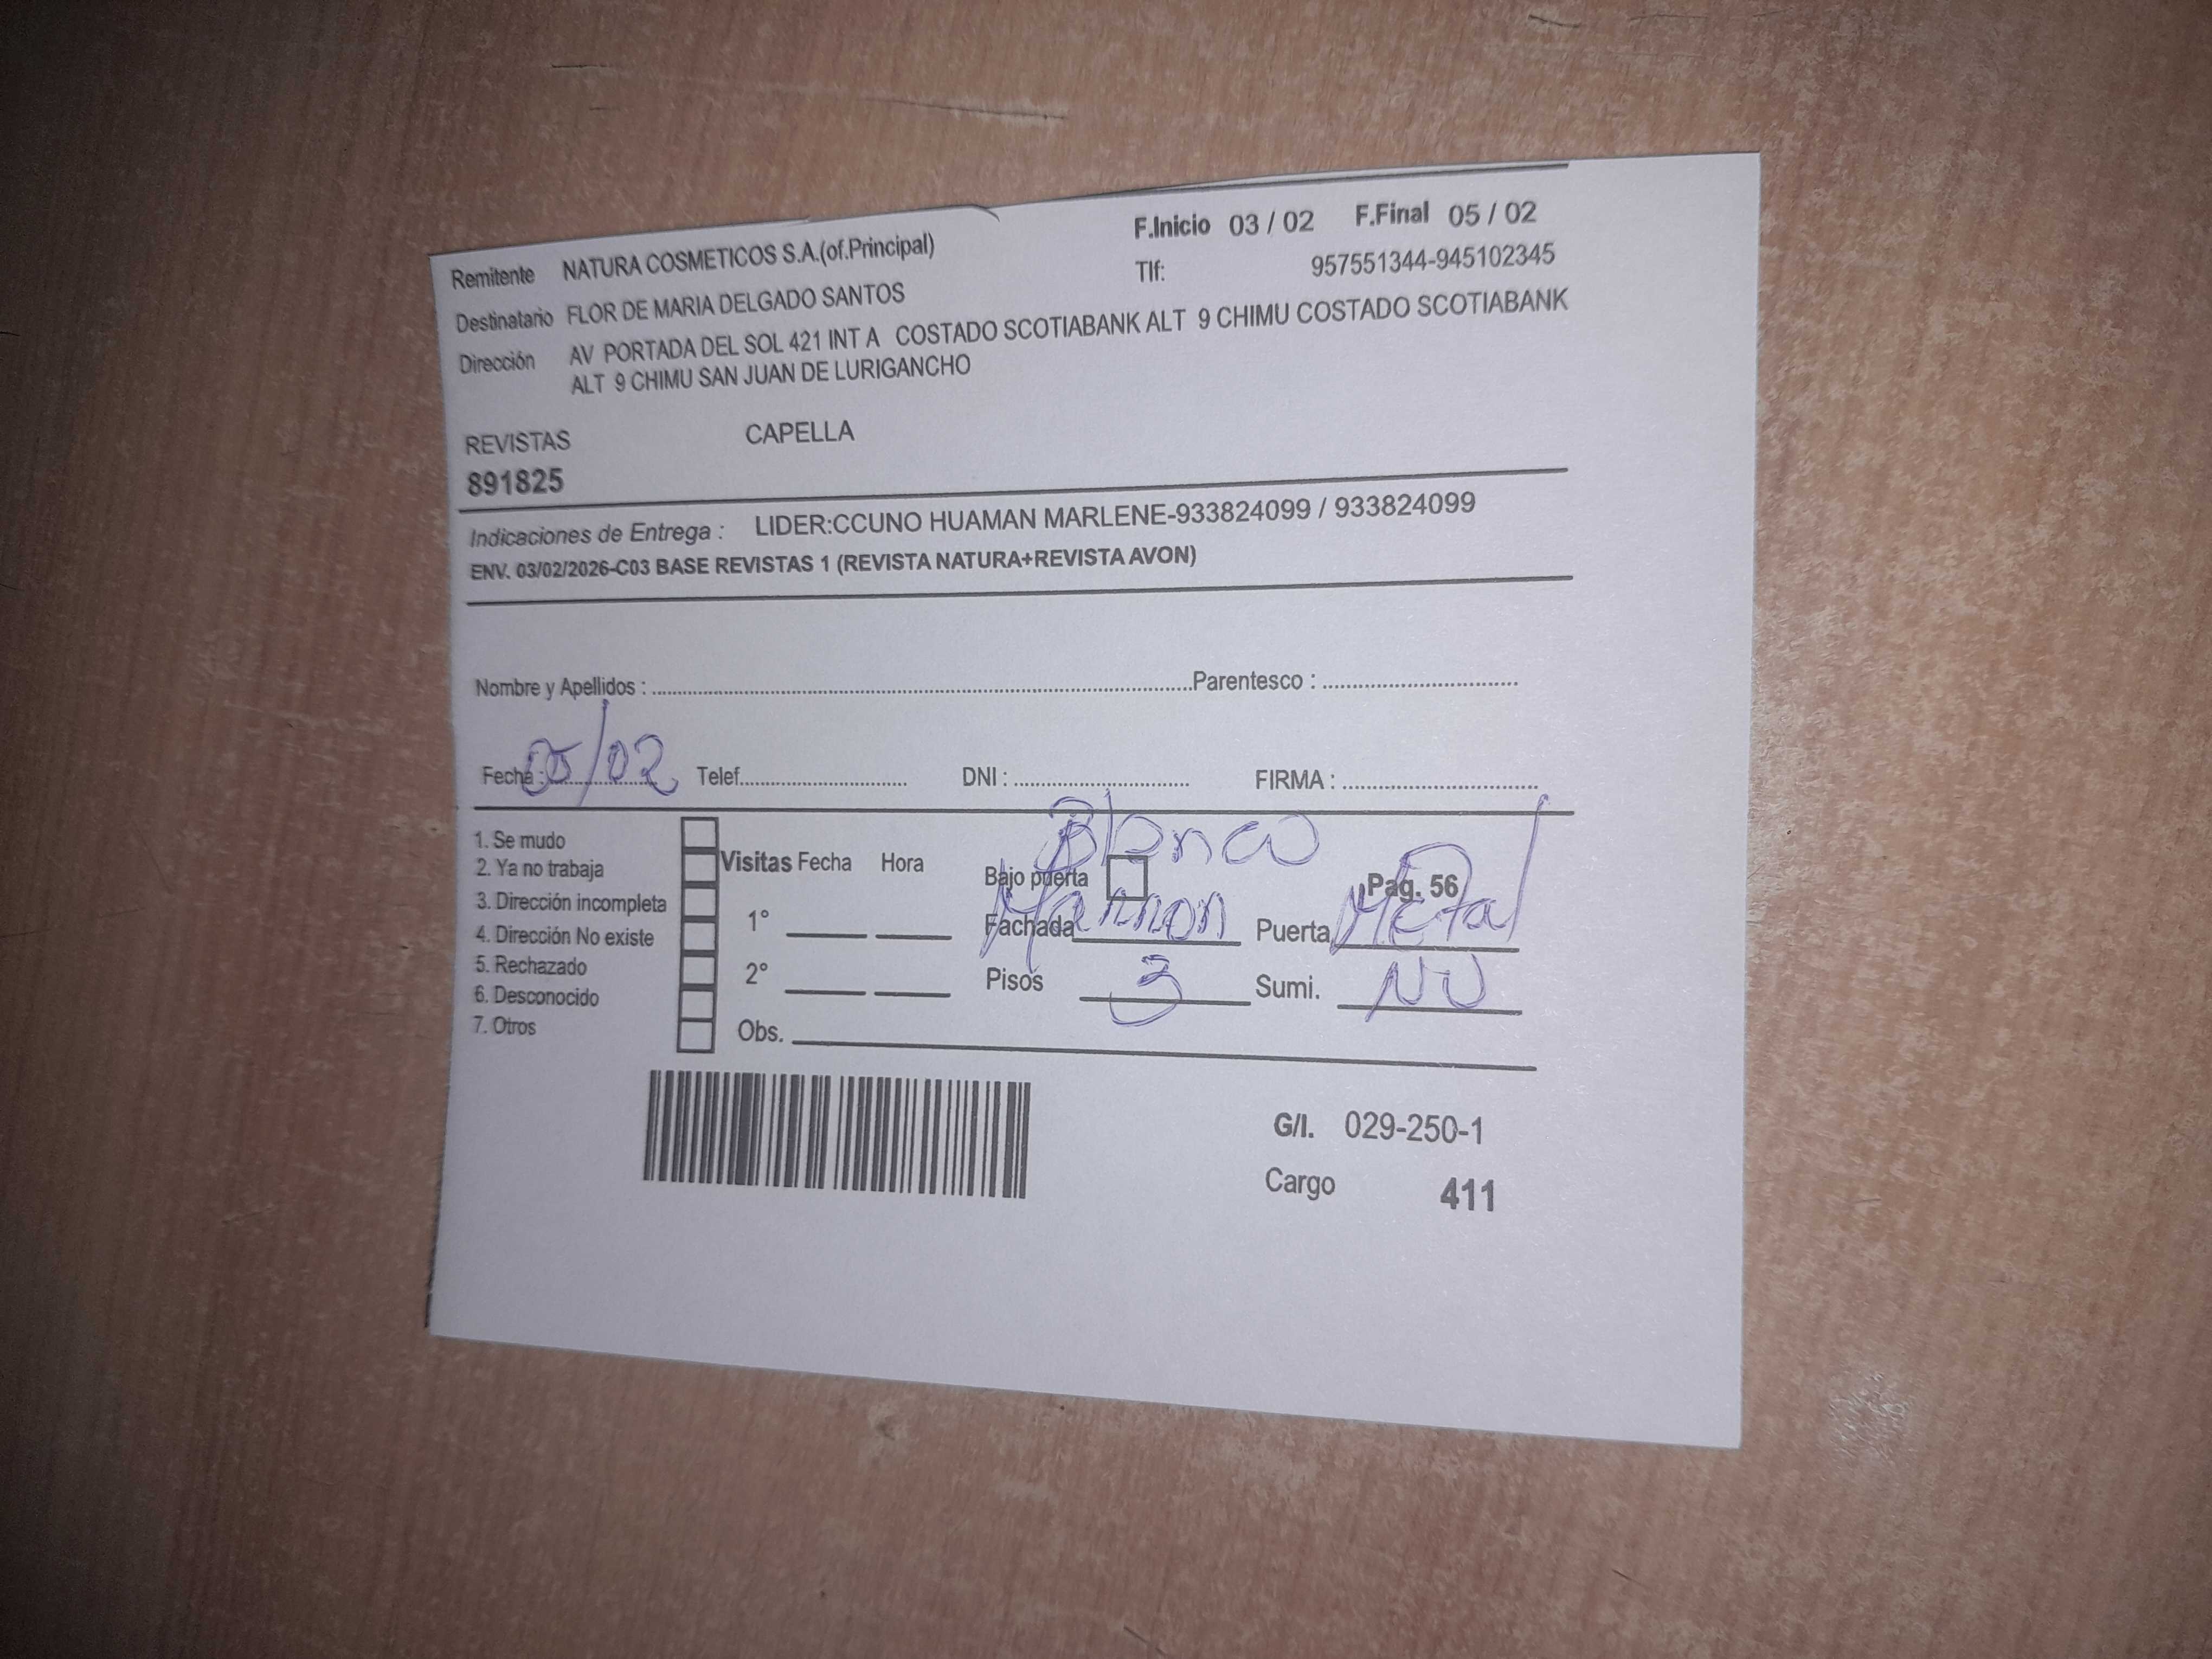 F.Inicio 03 / 02 F.Final 05 / 02
Remitente NATURA COSMETICOS S.A.(of.Principal) Tlf: 957551344-945102345
Destinatario FLOR DE MARIA DELGADO SANTOS
Dirección AV PORTADA DEL SOL 421 INT A COSTADO SCOTIABANK ALT 9 CHIMU COSTADO SCOTIABANK
ALT 9 CHIMU SAN JUAN DE LURIGANCHO
REVISTAS CAPELLA
891825
Indicaciones de Entrega : LIDER:CCUNO HUAMAN MARLENE-933824099 / 933824099
ENV. 03/02/2026-C03 BASE REVISTAS 1 (REVISTA NATURA+REVISTA AVON)
Nombre y Apellidos : Parentesco :
Fecha : 05/02 Telef. DNI : FIRMA :
1. Se mudo
2. Ya no trabaja
3. Dirección incompleta
4. Dirección No existe
5. Rechazado
6. Desconocido
7. Otros
Visitas Fecha Hora
1°
2°
Obs.
Blanco
Bajo puerta Pag. 56
Fachada Marron Puerta Metal
Pisos 3 Sumi. NO
G/I. 029-250-1
Cargo 411